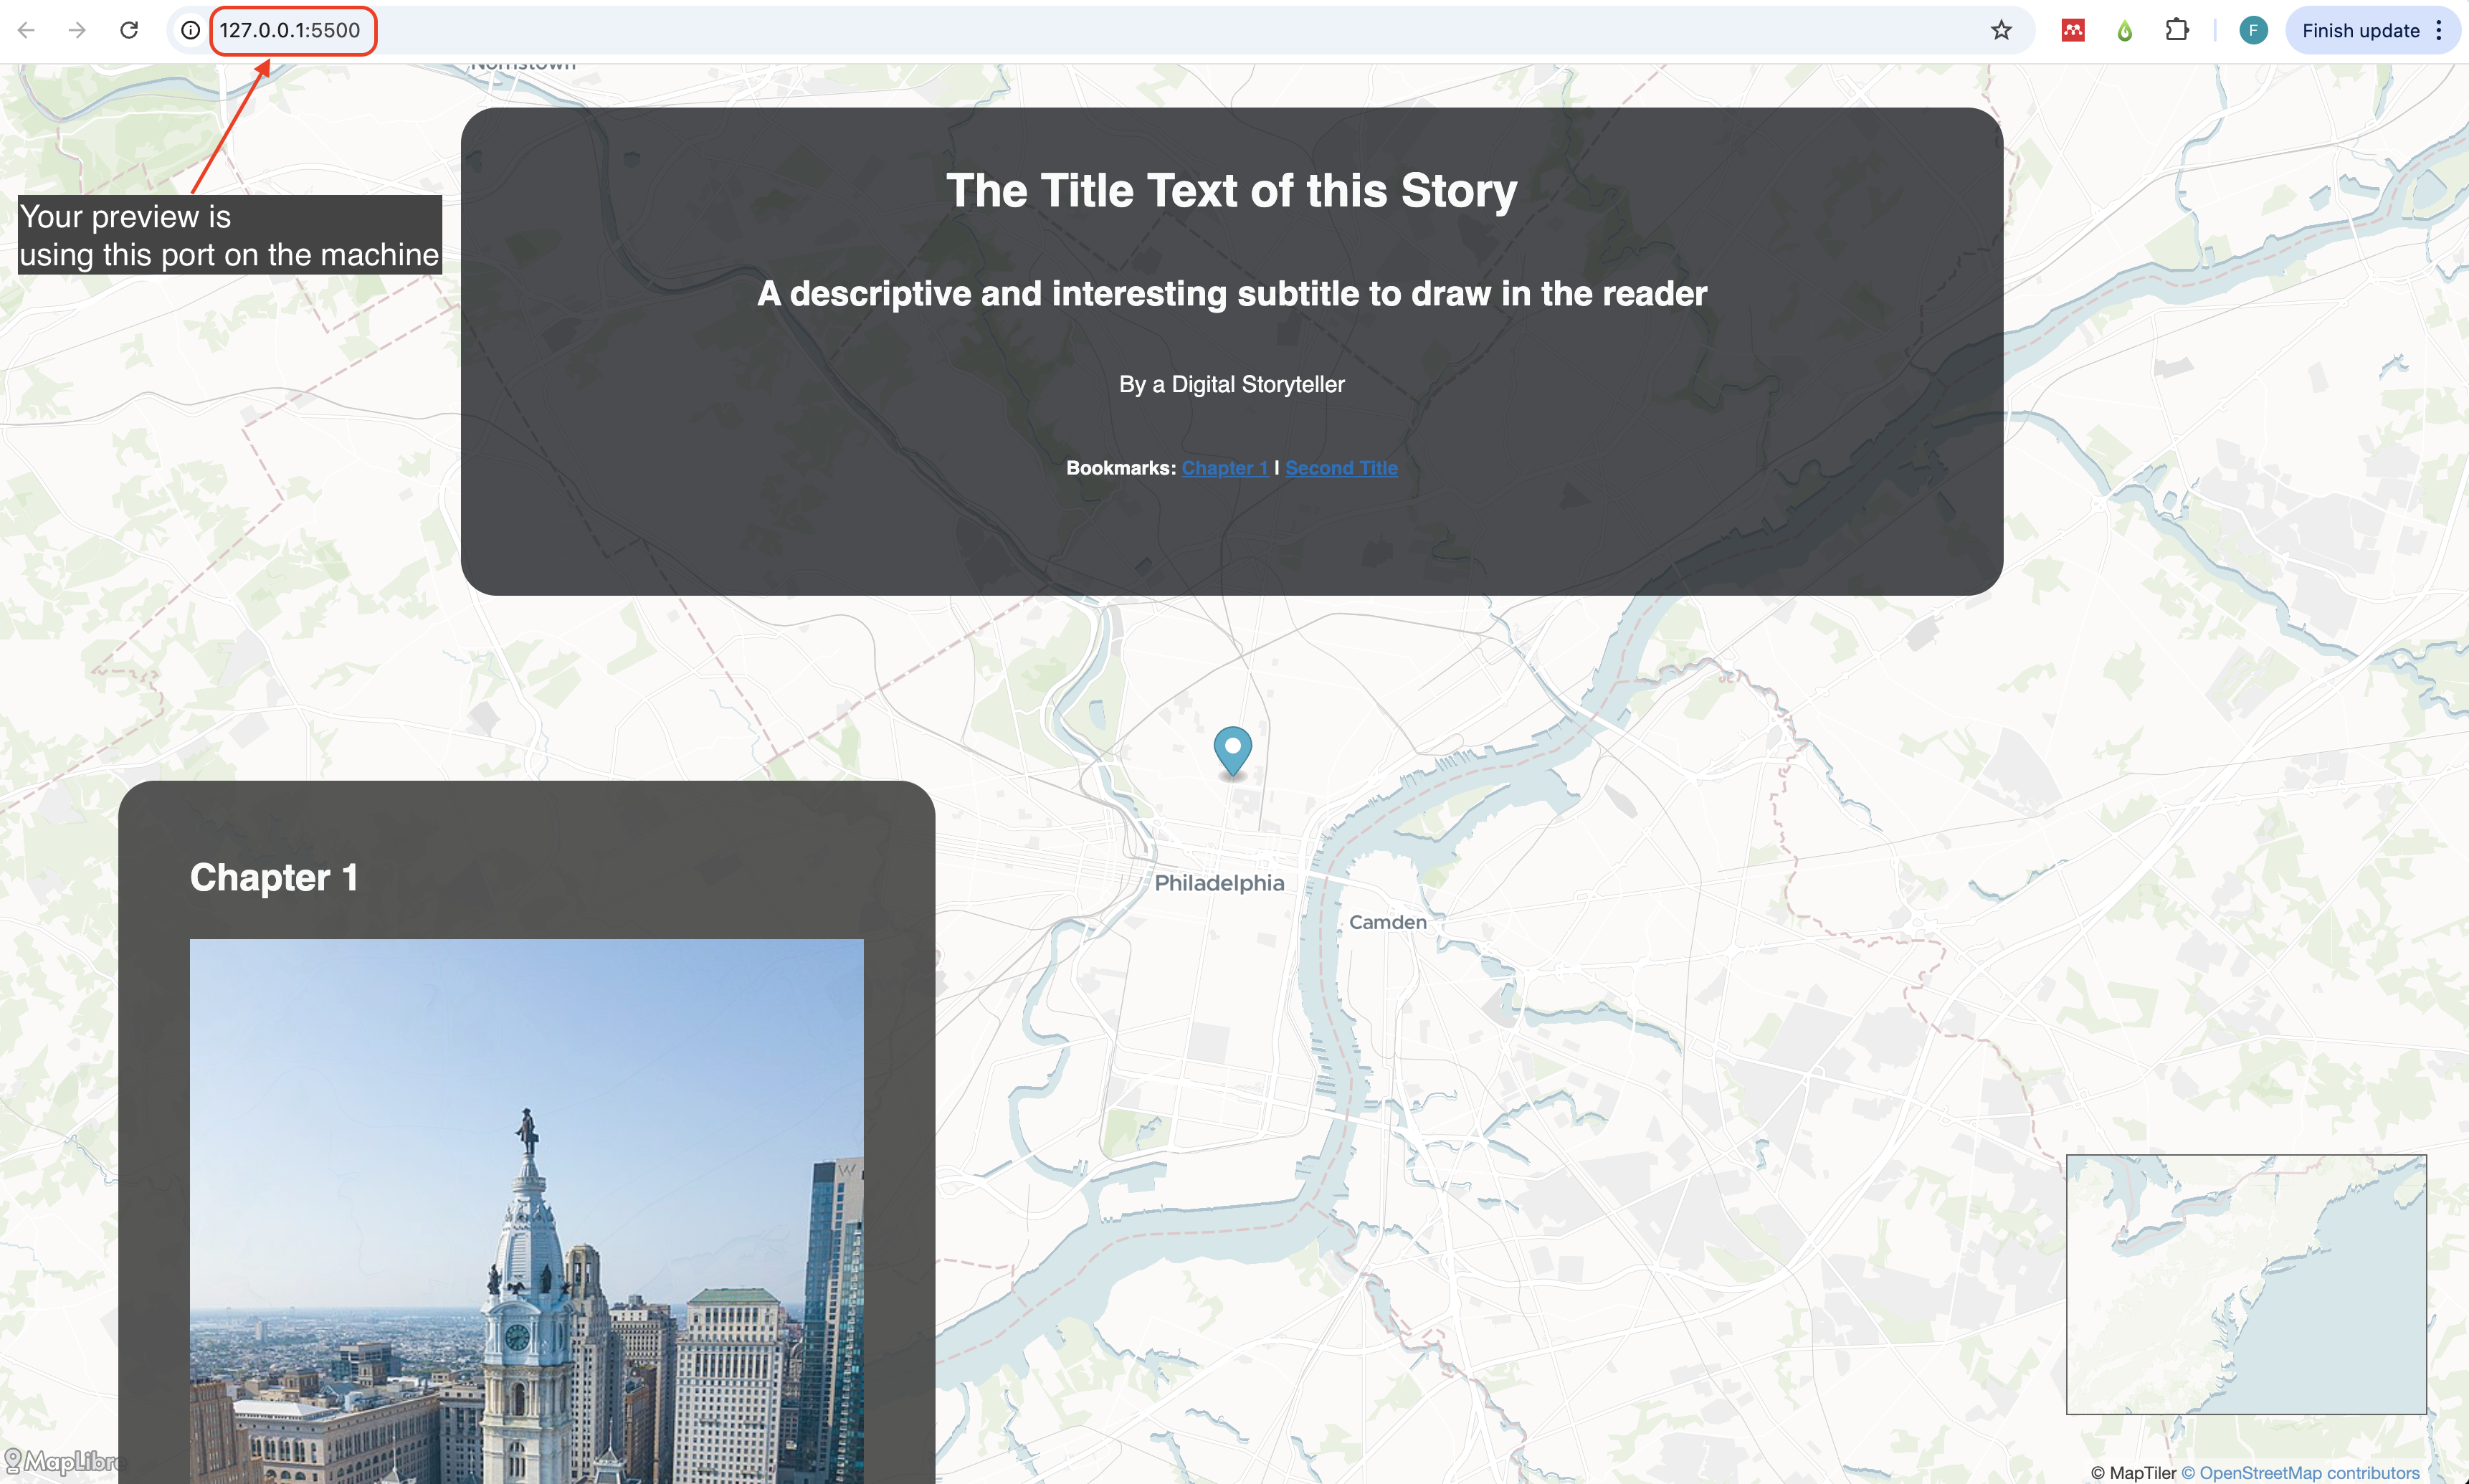 127.0.0.1:5500
Finish update
F
Norristown
Your preview is
using this port on the machine
The Title Text of this Story
A descriptive and interesting subtitle to draw in the reader
By a Digital Storyteller
Bookmarks: Chapter 1 | Second Title
Chapter 1
Philadelphia
Camden
W
MapLibre
© MapTiler © OpenStreetMap contributors